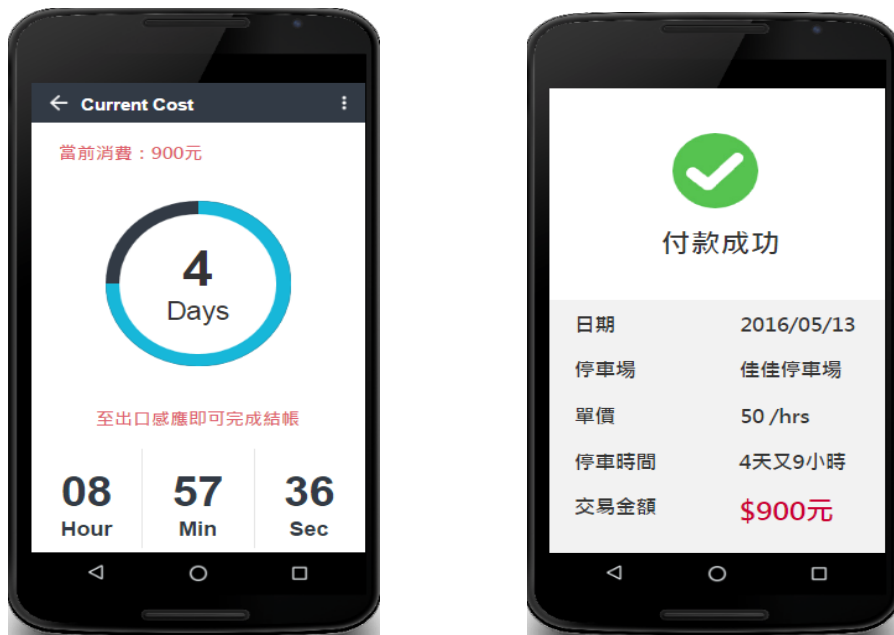 Current Cost
當前消費：900元
4
Days
至出口感應即可完成結帳
08 57 36
Hour Min Sec
付款成功
日期 2016/05/13
停車場 佳佳停車場
單價 50 /hrs
停車時間 4天又9小時
交易金額 $900元